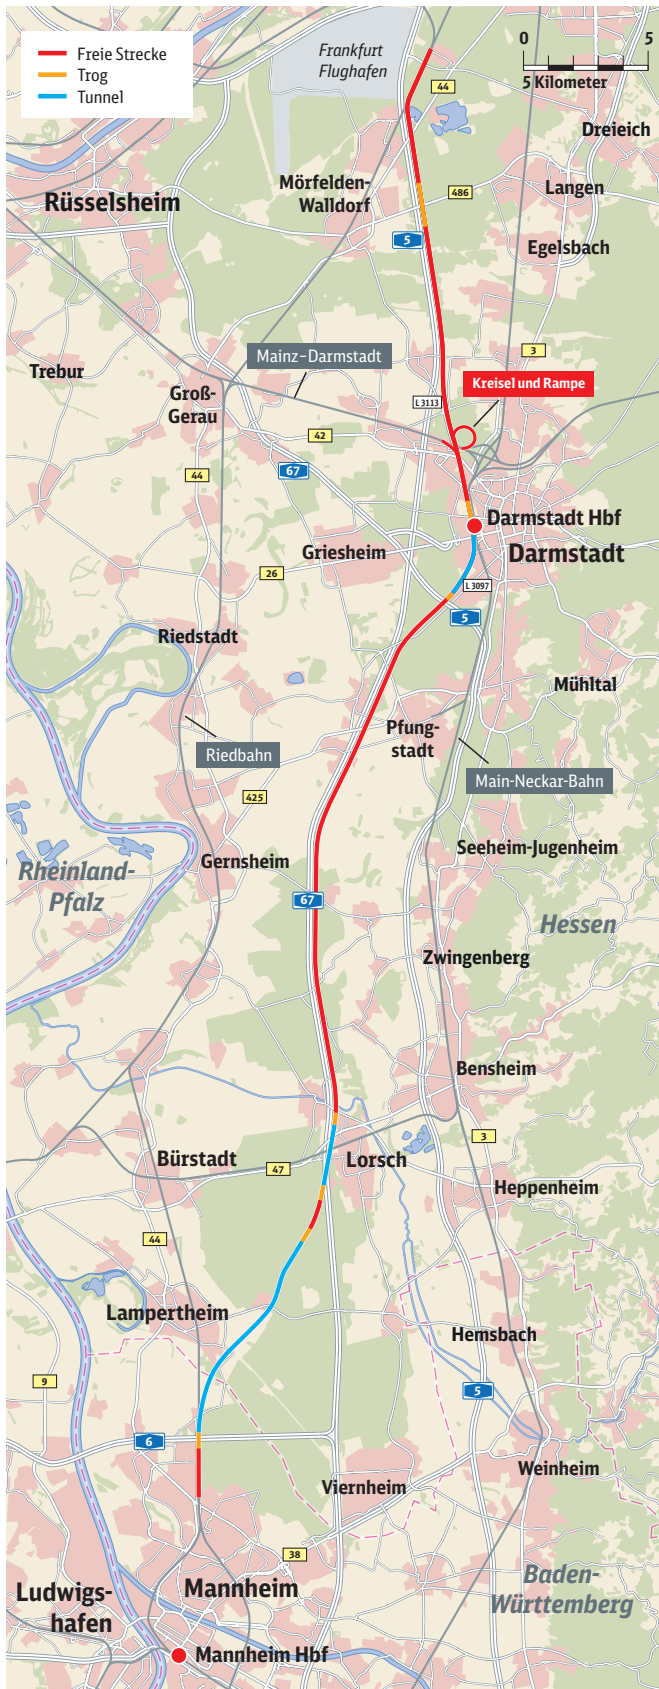 Freie Strecke
Trog
Tunnel
Frankfurt
Flughafen
0
5
5 Kilometer
44
Dreieich
Mörfelden-
Walldorf
486
Langen
Rüsselsheim
5
Egelsbach
3
Mainz–Darmstadt
Trebur
Kreisel und Rampe
Groß-
Gerau
L 3113
42
67
44
Darmstadt Hbf
Darmstadt
Griesheim
26
L 3097
5
Riedstadt
Mühltal
Pfung-
stadt
Riedbahn
Main-Neckar-Bahn
425
Seeheim-Jugenheim
Gernsheim
Rheinland-
Pfalz
67
Hessen
Zwingenberg
Bensheim
3
Bürstadt
47
Lorsch
Heppenheim
44
Lampertheim
Hemsbach
9
5
6
Weinheim
Viernheim
38
Ludwigs-
hafen
Mannheim
Baden-
Württemberg
Mannheim Hbf